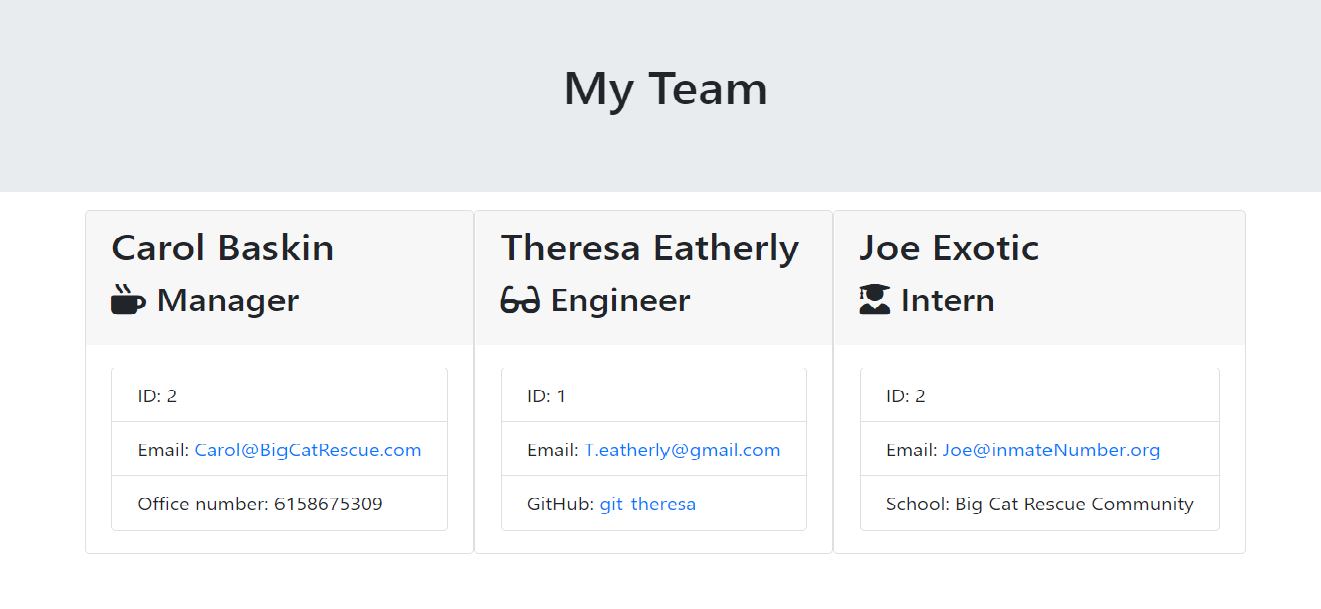 My Team
Carol Baskin
Manager
ID: 2
Email: Carol@BigCatRescue.com
Office number: 6158675309
Theresa Eatherly
Engineer
ID: 1
Email: T.eatherly@gmail.com
GitHub: git-theresa
Joe Exotic
Intern
ID: 2
Email: Joe@inmateNumber.org
School: Big Cat Rescue Community